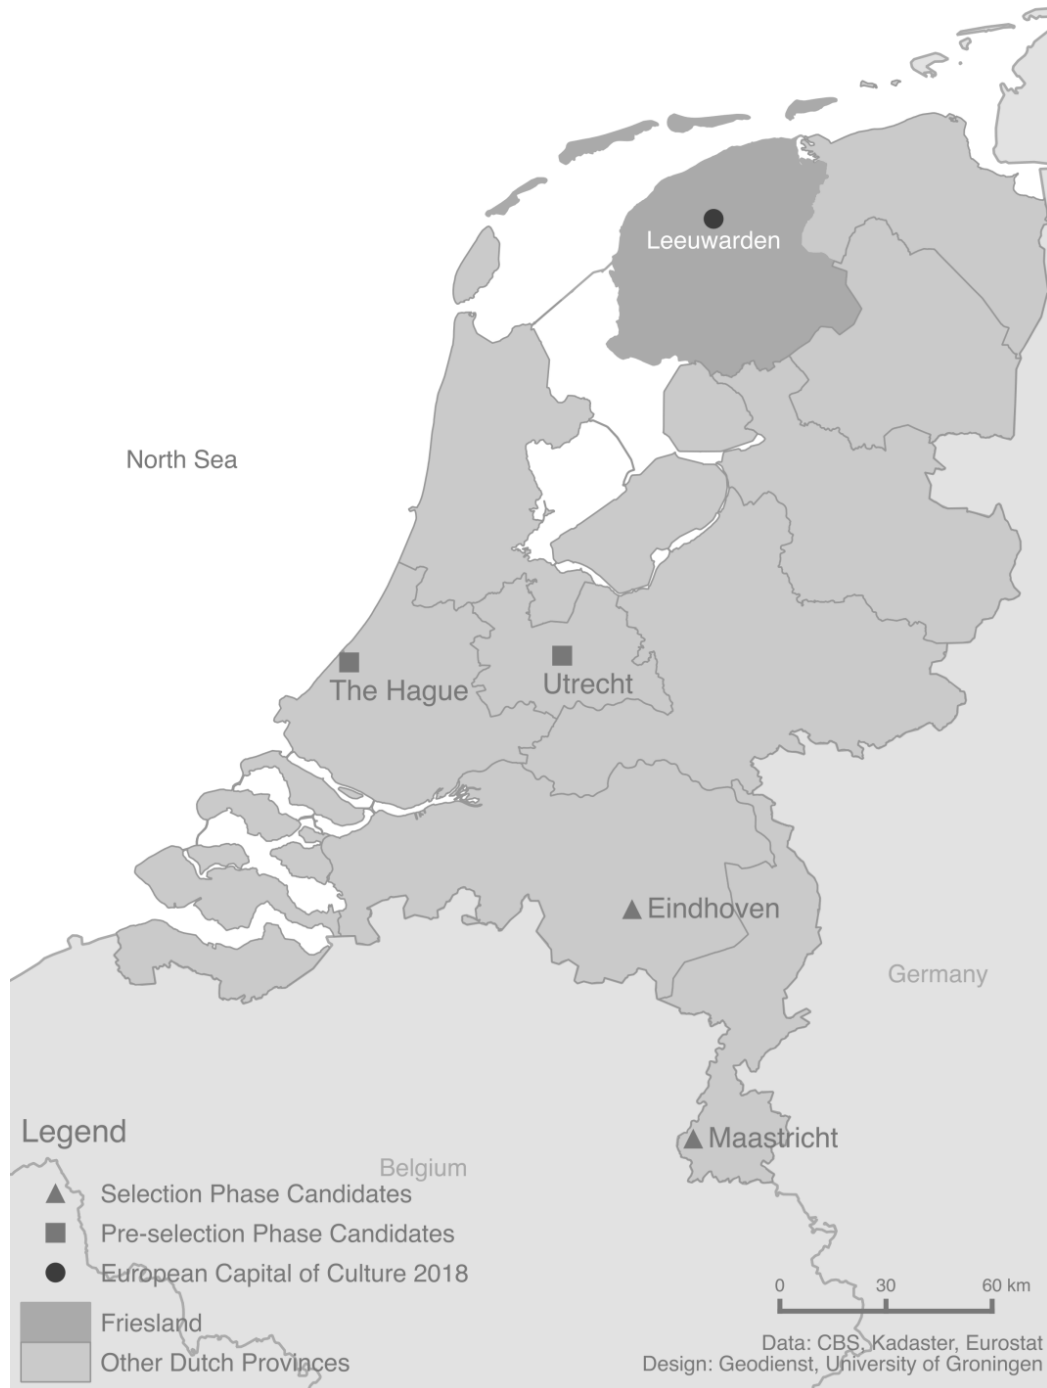 Leeuwarden
North Sea
The Hague
Utrecht
Eindhoven
Germany
Maastricht
Belgium
Legend
Selection Phase Candidates
Pre-selection Phase Candidates
European Capital of Culture 2018
Friesland
Other Dutch Provinces
0 30 60 km
Data: CBS, Kadaster, Eurostat
Design: Geodienst, University of Groningen